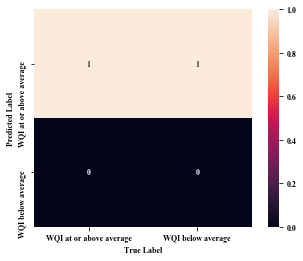 Predicted Label
WQI at or above average
WQI below average
1 1
0 0
WQI at or above average WQI below average
True Label
1.0
0.8
0.6
0.4
0.2
0.0